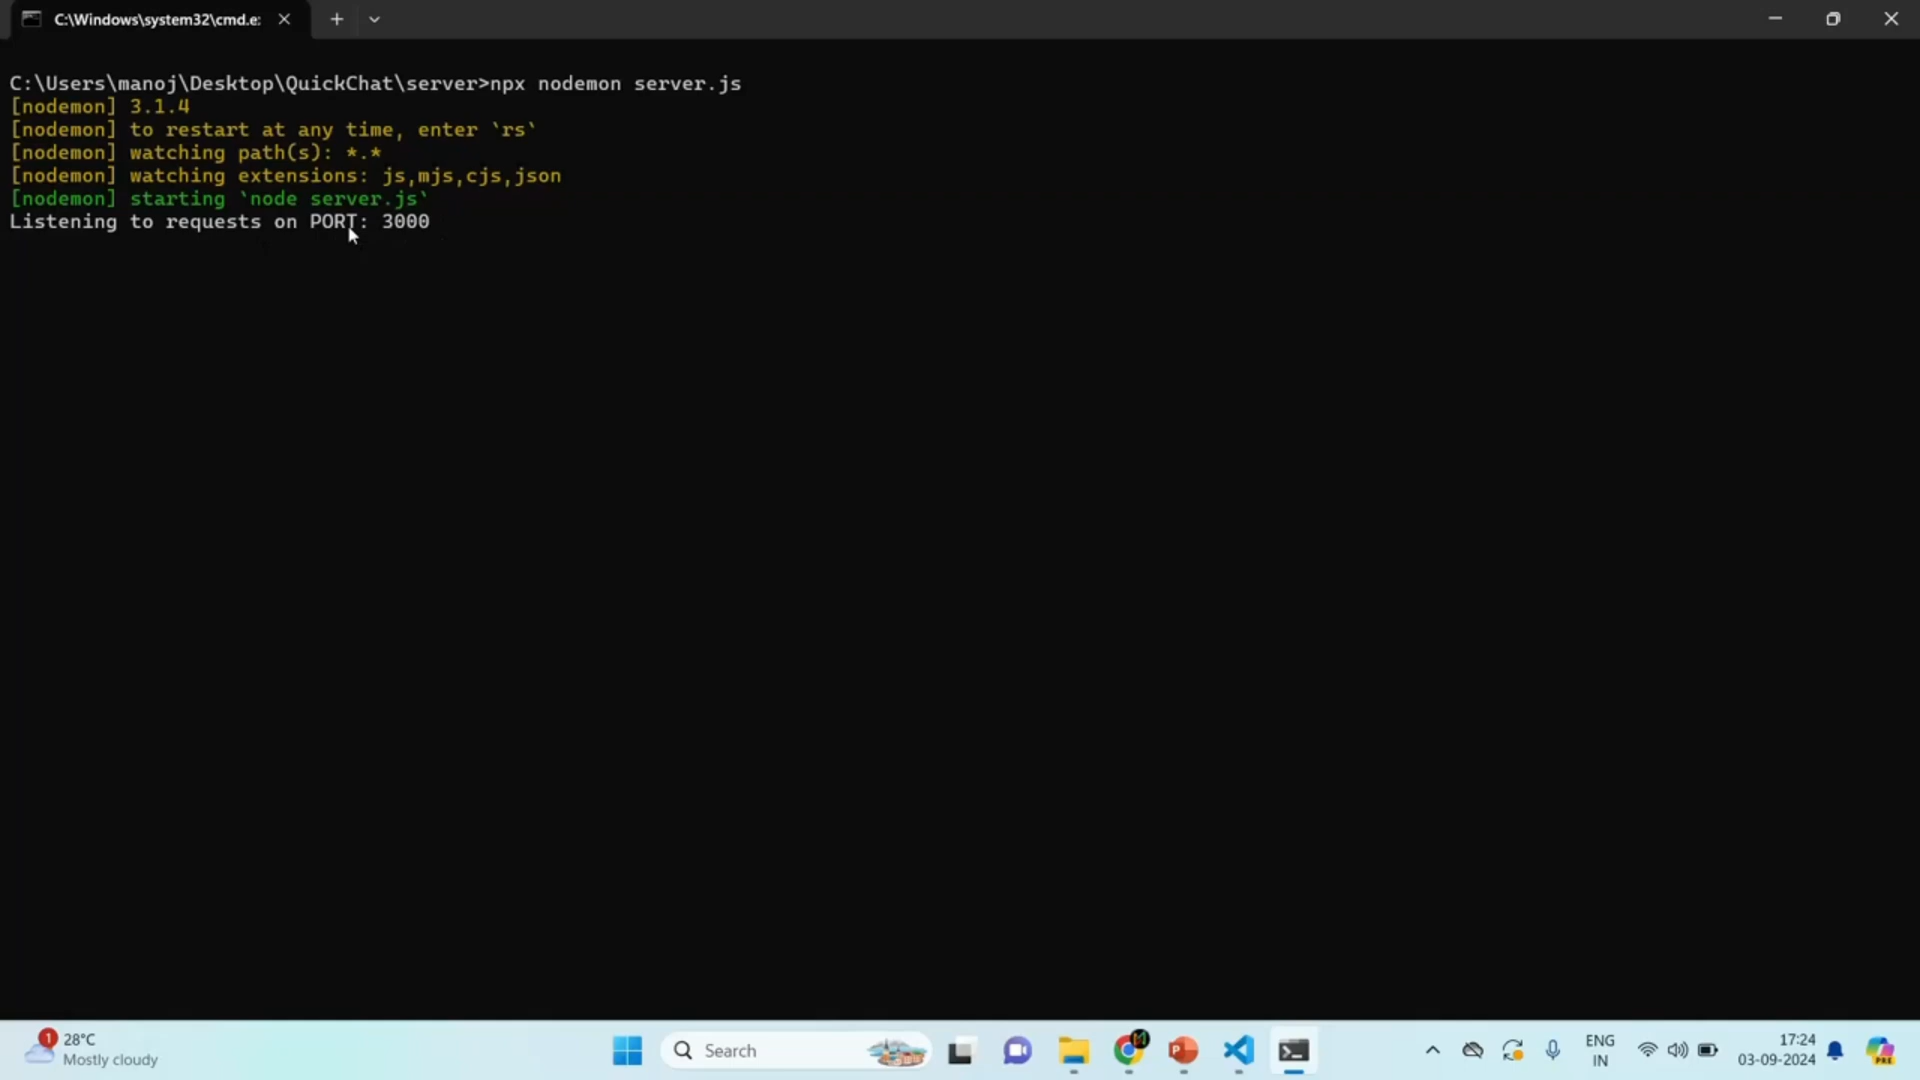 C:\Windows\system32\cmd.e:
C:\Users\manoj\Desktop\QuickChat\server>npx nodemon server.js
[nodemon] 3.1.4
[nodemon] to restart at any time, enter `rs`
[nodemon] watching path(s): *.*
[nodemon] watching extensions: js,mjs,cjs,json
[nodemon] starting `node server.js`
Listening to requests on PORT: 3000
1
28°C
Mostly cloudy
Search
ENG
IN
17:24
03-09-2024
PRE